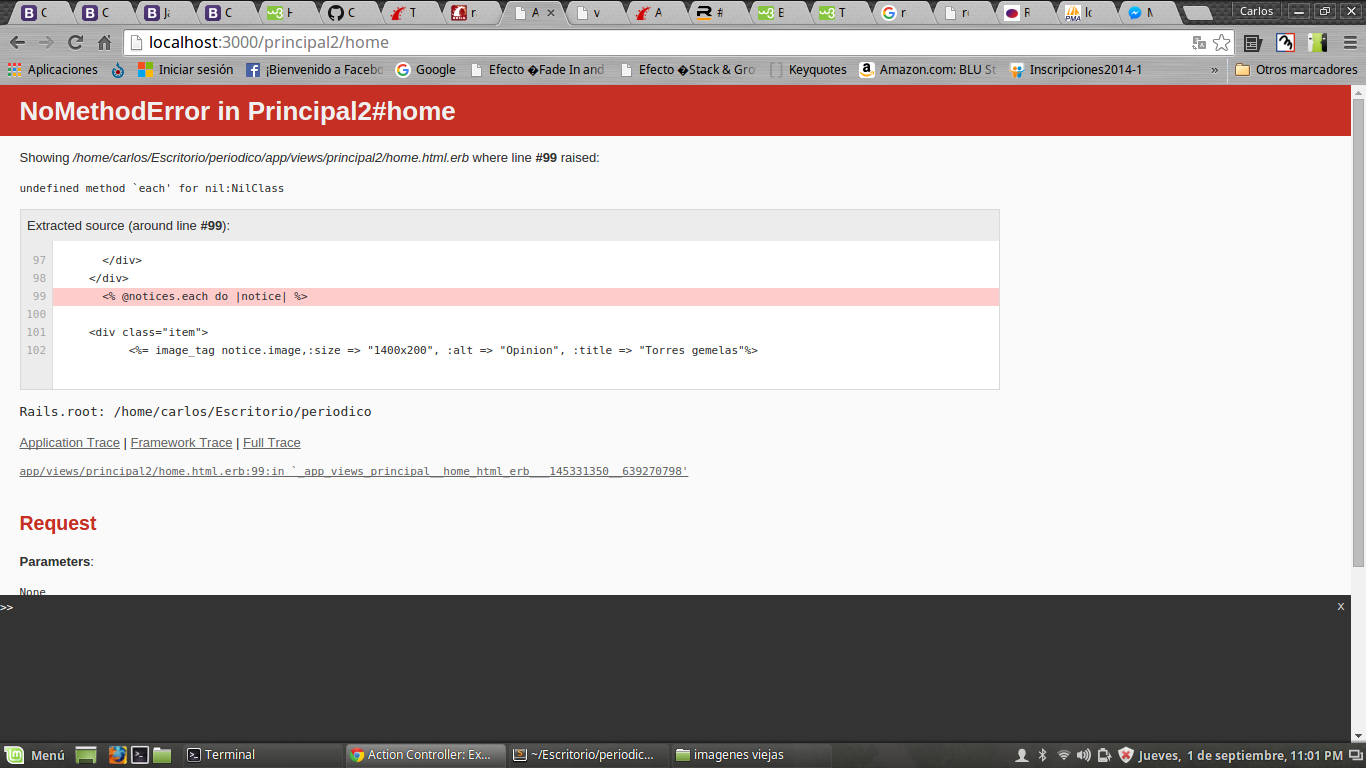 C C Ja C H C T r A v A # E T r r R lo M Carlos
localhost:3000/principal2/home
Aplicaciones Iniciar sesión ¡Bienvenido a Facebo Google Efecto �Fade In and Efecto �Stack & Gro Keyquotes Amazon.com: BLU St Inscripciones2014-1 » Otros marcadores
NoMethodError in Principal2#home
Showing /home/carlos/Escritorio/periodico/app/views/principal2/home.html.erb where line #99 raised:
undefined method `each' for nil:NilClass
Extracted source (around line #99):
97 </div>
98 </div>
99 <% @notices.each do |notice| %>
100
101 <div class="item">
102 <%= image_tag notice.image,:size => "1400x200", :alt => "Opinion", :title => "Torres gemelas"%>
Rails.root: /home/carlos/Escritorio/periodico
Application Trace | Framework Trace | Full Trace
app/views/principal2/home.html.erb:99:in `_app_views_principal__home_html_erb___145331350__639270798'
Request
Parameters:
None
>> x
Menú Terminal Action Controller: Ex... ~/Escritorio/periodic... imagenes viejas Jueves, 1 de septiembre, 11:01 PM